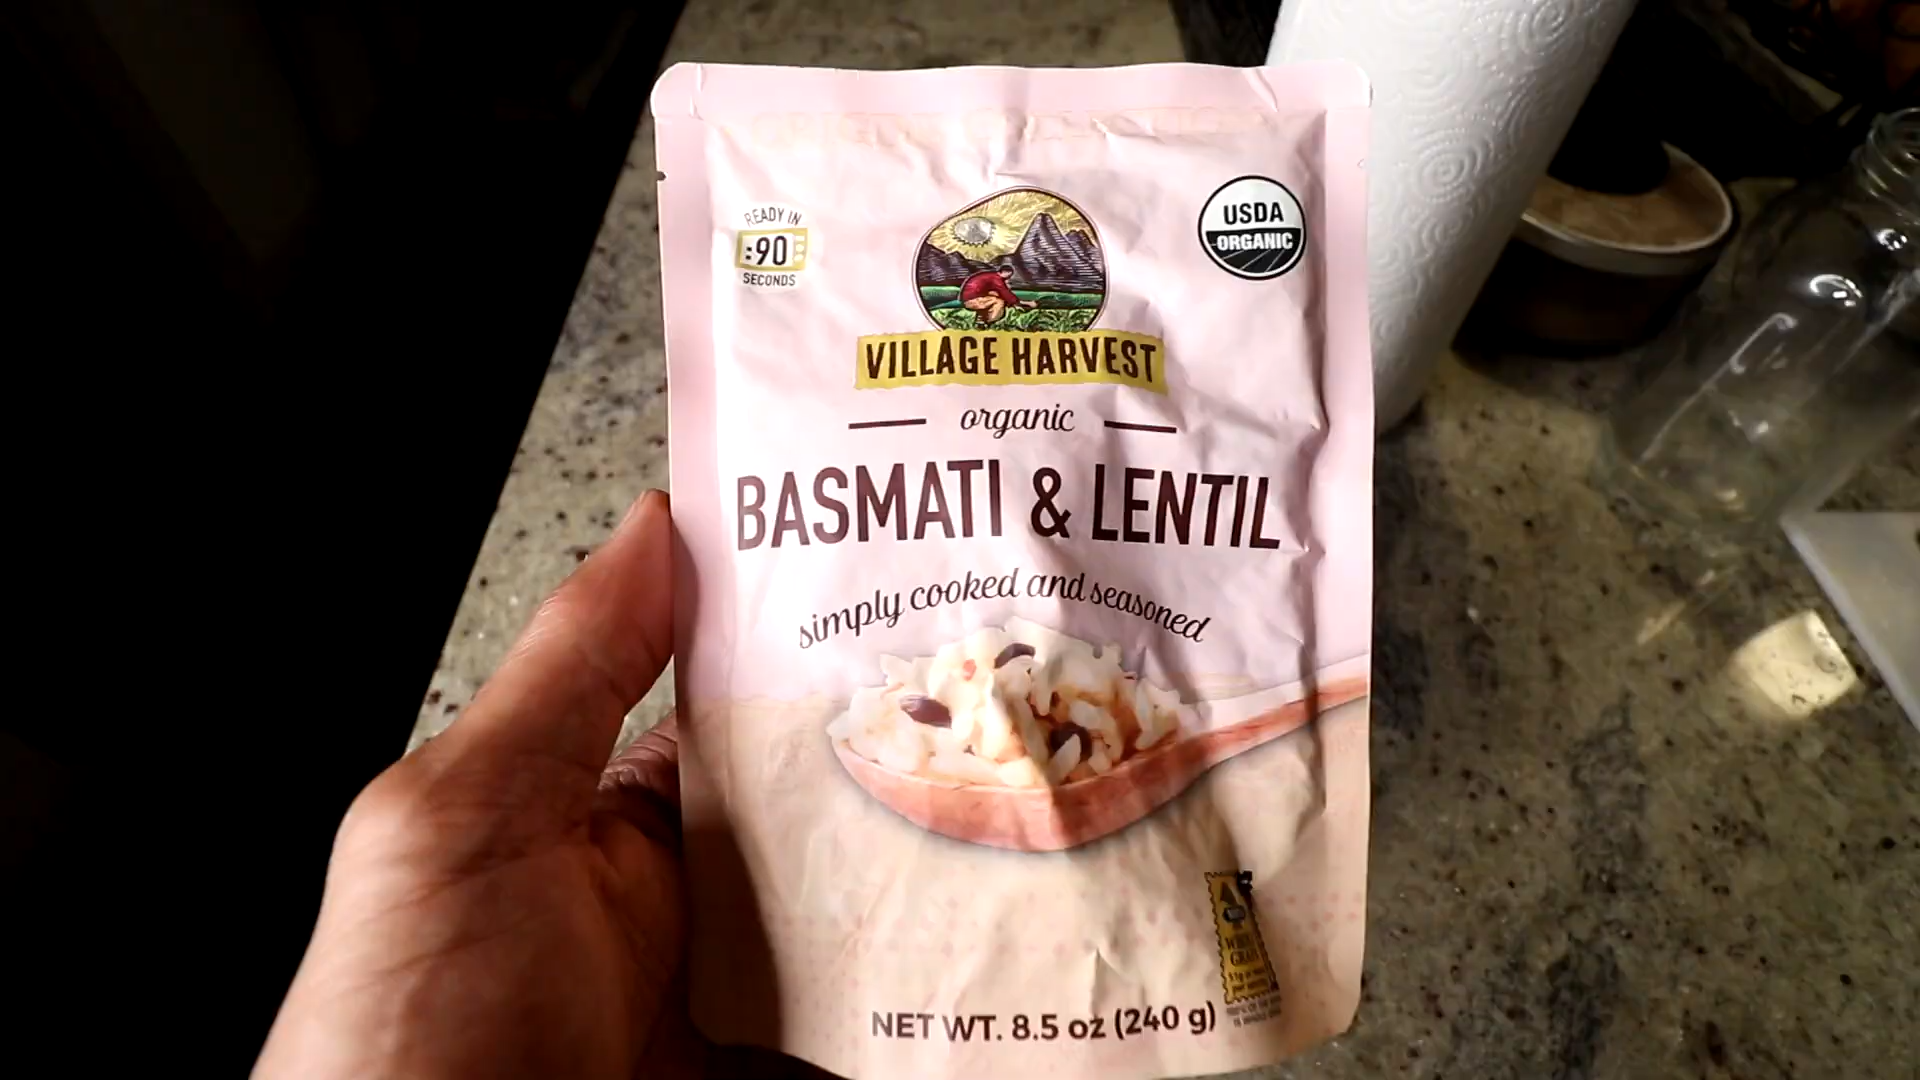 READY IN
:90
SECONDS
USDA
ORGANIC
VILLAGE HARVEST
organic
BASMATI & LENTIL
simply cooked and seasoned
WHOLE
GRAIN
NET WT. 8.5 oz (240 g)